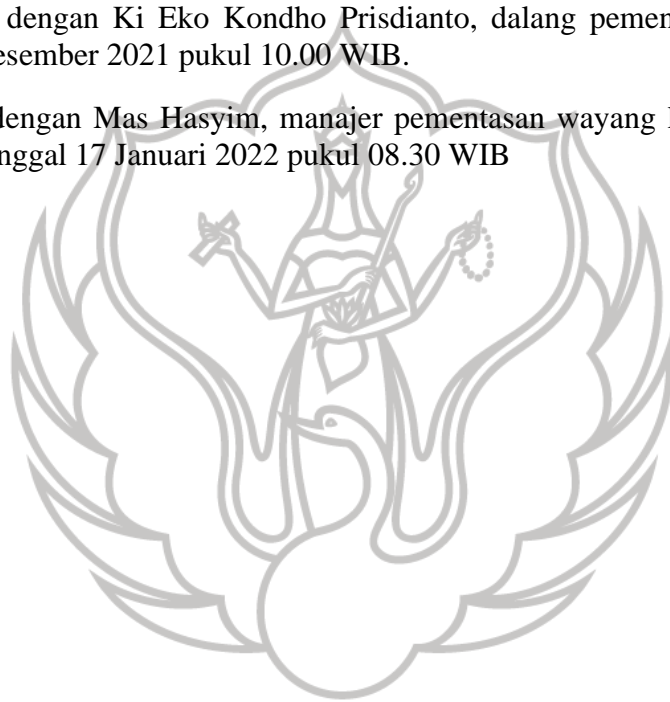 dengan Ki Eko Kondho Prisdianto, dalang pemen
esember 2021 pukul 10.00 WIB.
dengan Mas Hasyim, manajer pementasan wayang
nggal 17 Januari 2022 pukul 08.30 WIB